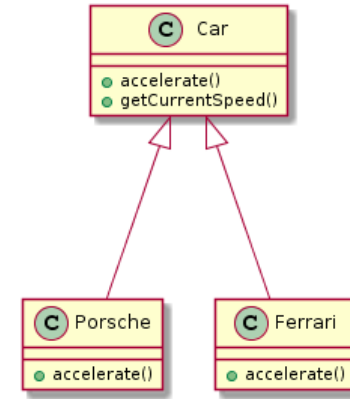 C Car
accelerate()
getCurrentSpeed()
C Porsche
accelerate()
C Ferrari
accelerate()